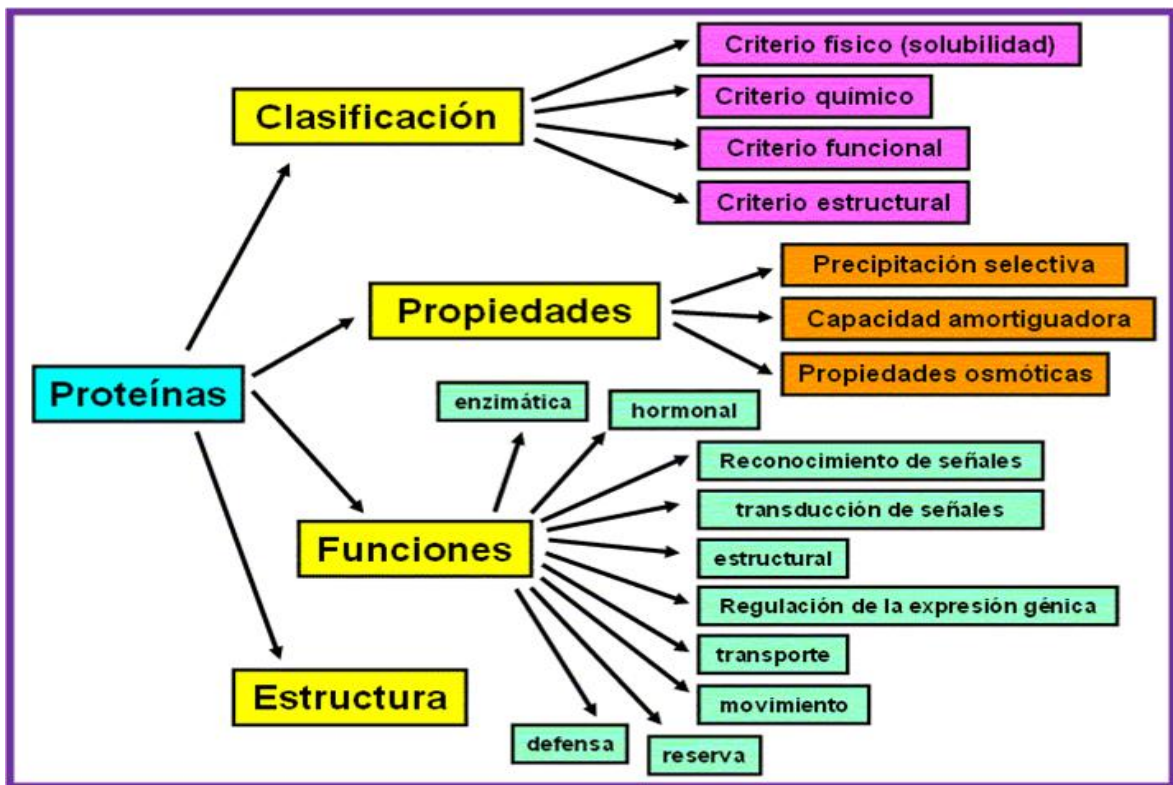 Criterio físico (solubilidad)
Clasificación
Criterio químico
Criterio funcional
Criterio estructural
Precipitación selectiva
Propiedades
Capacidad amortiguadora
Propiedades osmóticas
Proteínas
enzimática
hormonal
Reconocimiento de señales
transducción de señales
Funciones
estructural
Regulación de la expresión génica
transporte
movimiento
Estructura
defensa
reserva